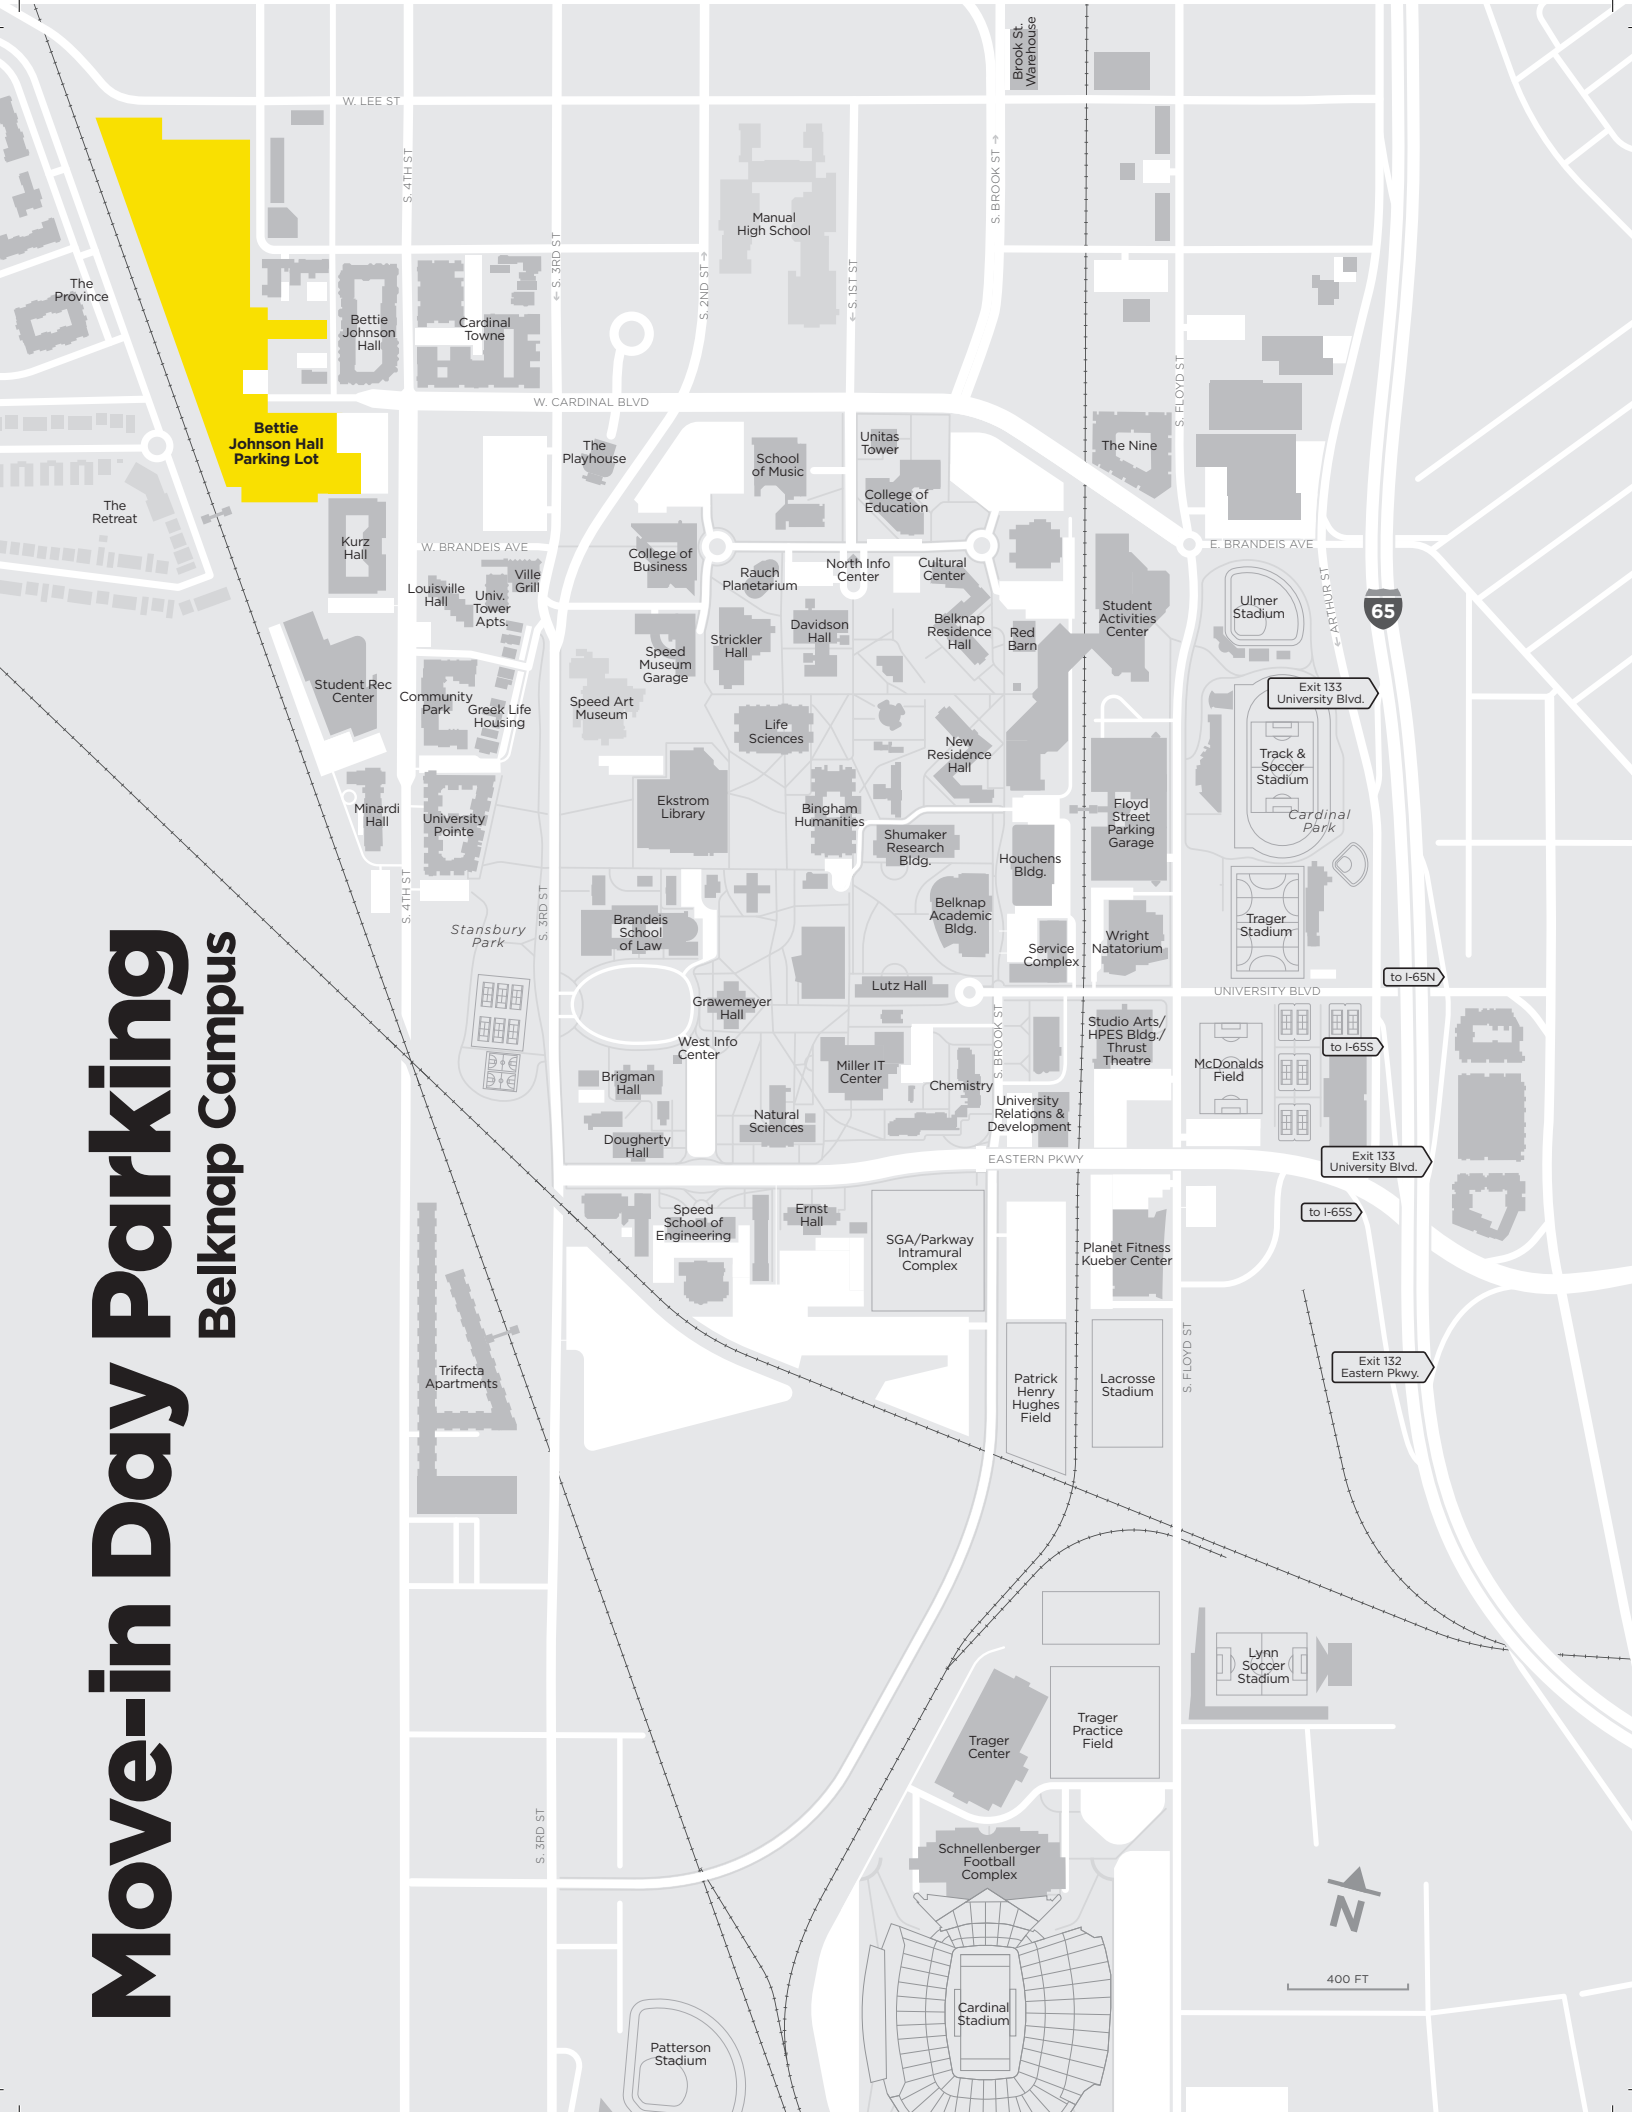 Move-in Day Parking
Belknap Campus
Brook St.
Warehouse
W. LEE ST
S. 4TH ST
S. BROOK ST →
Manual
High School
← S. 3RD ST
S. 2ND ST →
← S. 1ST ST
The
Province
Bettie
Johnson
Hall
Cardinal
Towne
S. FLOYD ST
W. CARDINAL BLVD
Bettie
Johnson Hall
Parking Lot
The
Playhouse
School
of Music
Unitas
Tower
The Nine
College of
Education
The
Retreat
Kurz
Hall
W. BRANDEIS AVE
E. BRANDEIS AVE
College of
Business
Rauch
Planetarium
North Info
Center
Cultural
Center
Louisville
Hall
Univ.
Tower
Apts.
Ville
Grill
Ulmer
Stadium
← ARTHUR ST
65
Student
Activities
Center
Strickler
Hall
Davidson
Hall
Belknap
Residence
Hall
Red
Barn
Speed
Museum
Garage
Student Rec
Center
Community
Park
Greek Life
Housing
Speed Art
Museum
Exit 133
University Blvd.
Life
Sciences
New
Residence
Hall
Track &
Soccer
Stadium
Minardi
Hall
University
Pointe
Ekstrom
Library
Bingham
Humanities
Floyd
Street
Parking
Garage
Cardinal
Park
Shumaker
Research
Bldg.
Houchens
Bldg.
S. 4TH ST
S. 3RD ST
Stansbury
Park
Brandeis
School
of Law
Belknap
Academic
Bldg.
Service
Complex
Wright
Natatorium
Trager
Stadium
to I-65N
Lutz Hall
UNIVERSITY BLVD
Grawemeyer
Hall
S. BROOK ST
Studio Arts/
HPES Bldg./
Thrust
Theatre
West Info
Center
to I-65S
McDonalds
Field
Brigman
Hall
Miller IT
Center
Chemistry
Natural
Sciences
University
Relations &
Development
Dougherty
Hall
EASTERN PKWY
Exit 133
University Blvd.
to I-65S
Speed
School of
Engineering
Ernst
Hall
SGA/Parkway
Intramural
Complex
Planet Fitness
Kueber Center
Trifecta
Apartments
Patrick
Henry
Hughes
Field
Lacrosse
Stadium
S. FLOYD ST
Exit 132
Eastern Pkwy.
Lynn
Soccer
Stadium
Trager
Center
Trager
Practice
Field
S. 3RD ST
Schnellenberger
Football
Complex
N
400 FT
Cardinal
Stadium
Patterson
Stadium